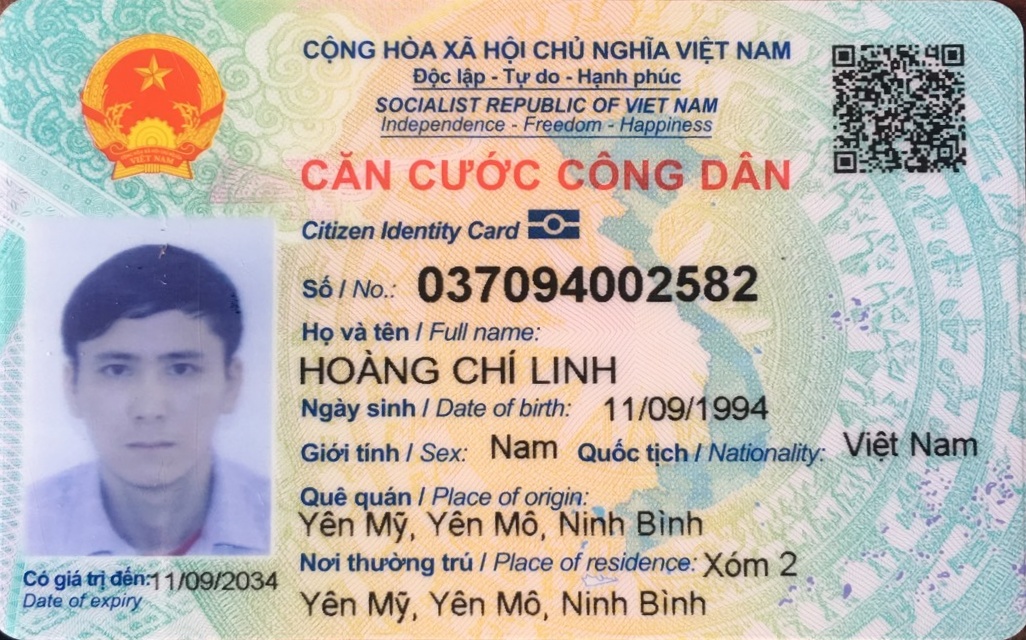 CỘNG HÒA XÃ HỘI CHỦ NGHĨA VIỆT NAM
Độc lập - Tự do - Hạnh phúc
SOCIALIST REPUBLIC OF VIET NAM
Independence - Freedom - Happiness
CĂN CƯỚC CÔNG DÂN
Citizen Identity Card
Số / No.: 037094002582
Họ và tên / Full name:
HOÀNG CHÍ LINH
Ngày sinh / Date of birth: 11/09/1994
Giới tính / Sex: Nam Quốc tịch / Nationality: Việt Nam
Quê quán / Place of origin:
Yên Mỹ, Yên Mô, Ninh Bình
Nơi thường trú / Place of residence: Xóm 2
Yên Mỹ, Yên Mô, Ninh Bình
Có giá trị đến: 11/09/2034
Date of expiry
VIỆT NAM